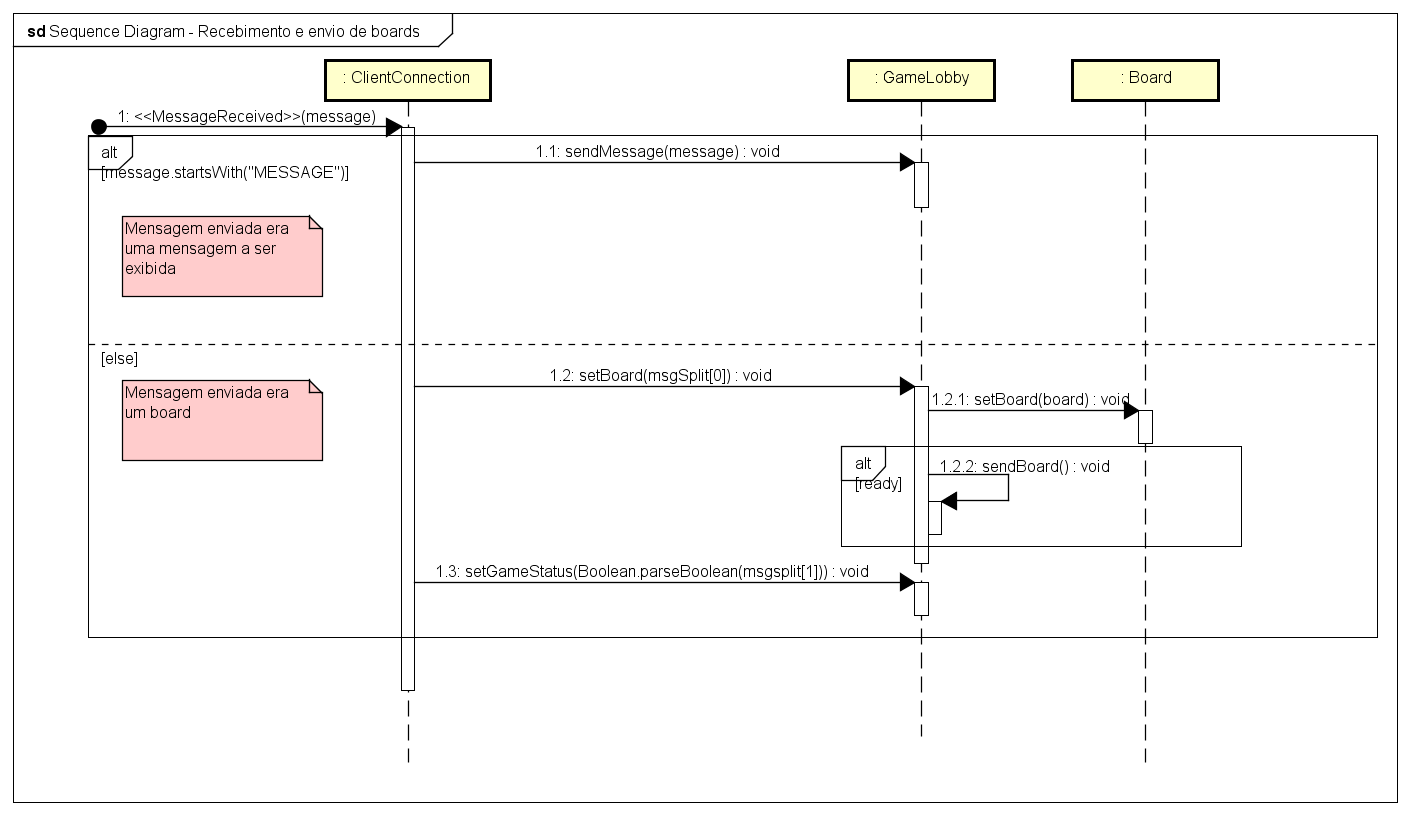 sd Sequence Diagram - Recebimento e envio de boards
: ClientConnection
: GameLobby
: Board
1: <<MessageReceived>>(message)
alt
1.1: sendMessage(message) : void
[message.startsWith("MESSAGE")]
Mensagem enviada era
uma mensagem a ser
exibida
[else]
1.2: setBoard(msgSplit[0]) : void
Mensagem enviada era
um board
1.2.1: setBoard(board) : void
alt
1.2.2: sendBoard() : void
[ready]
1.3: setGameStatus(Boolean.parseBoolean(msgsplit[1])) : void